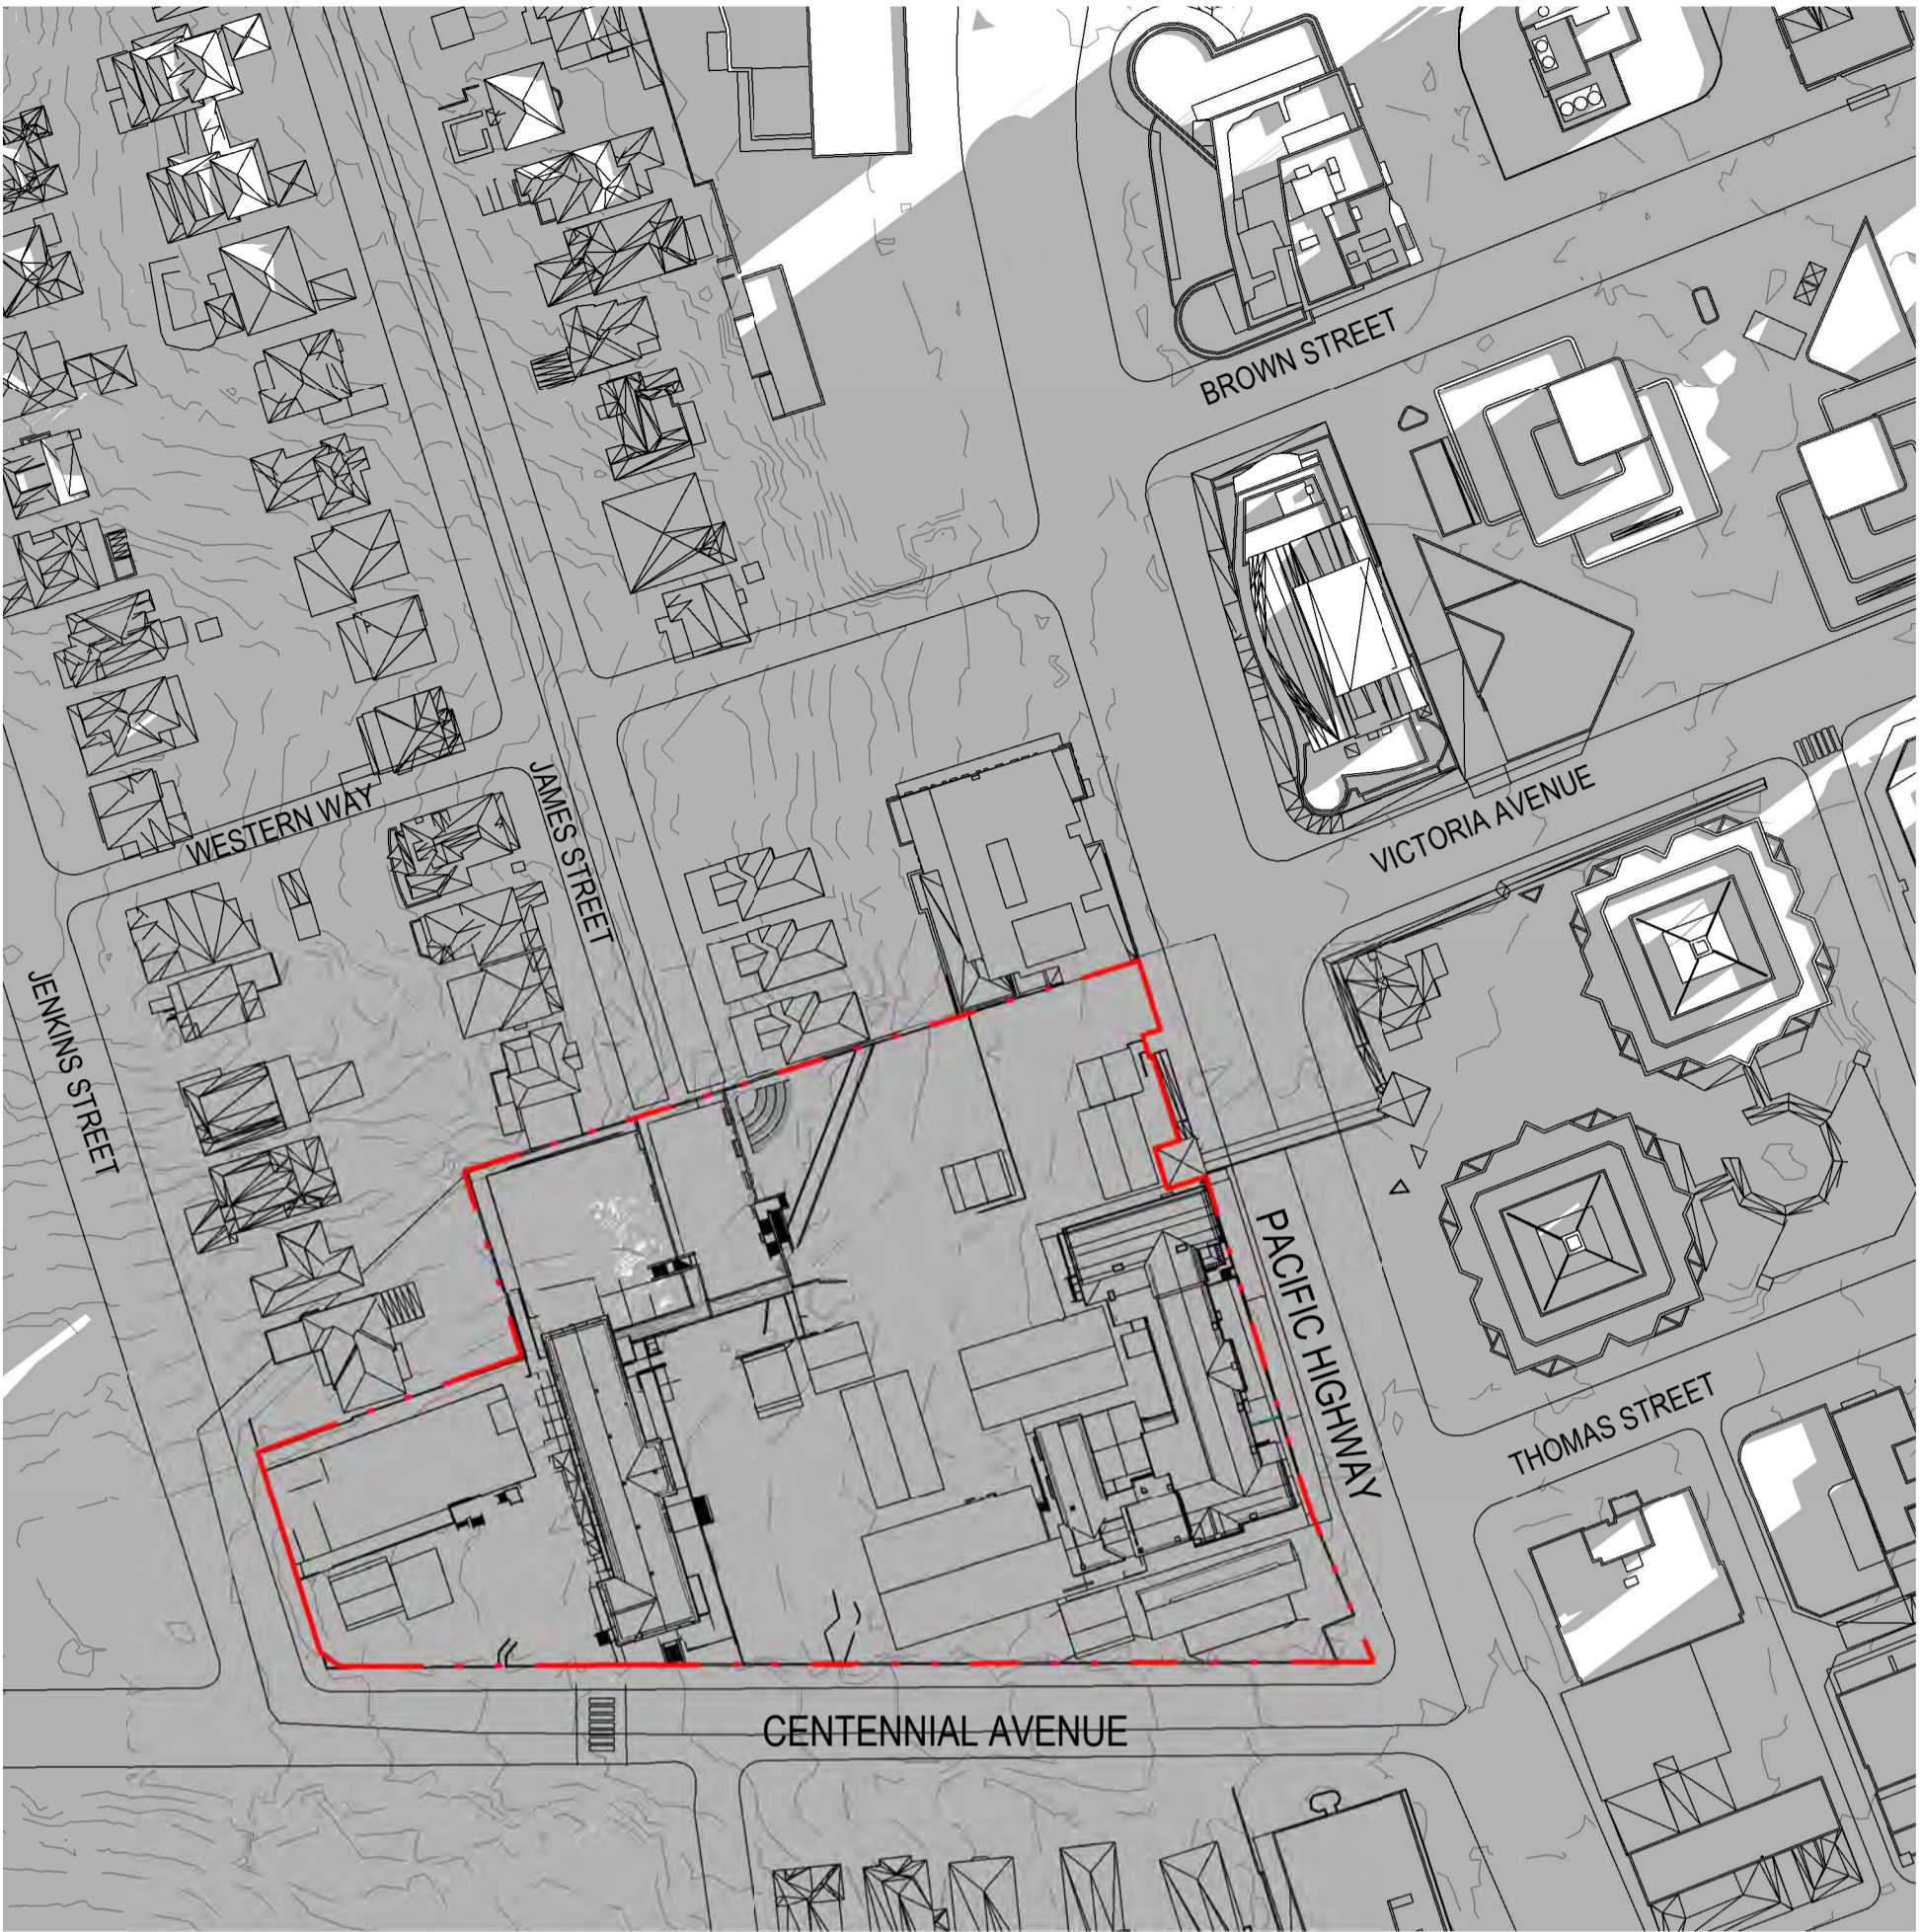 BROWN STREET
VICTORIA AVENUE
WESTERN WAY
JAMES STREET
JENKINS STREET
PACIFIC HIGHWAY
THOMAS STREET
CENTENNIAL AVENUE